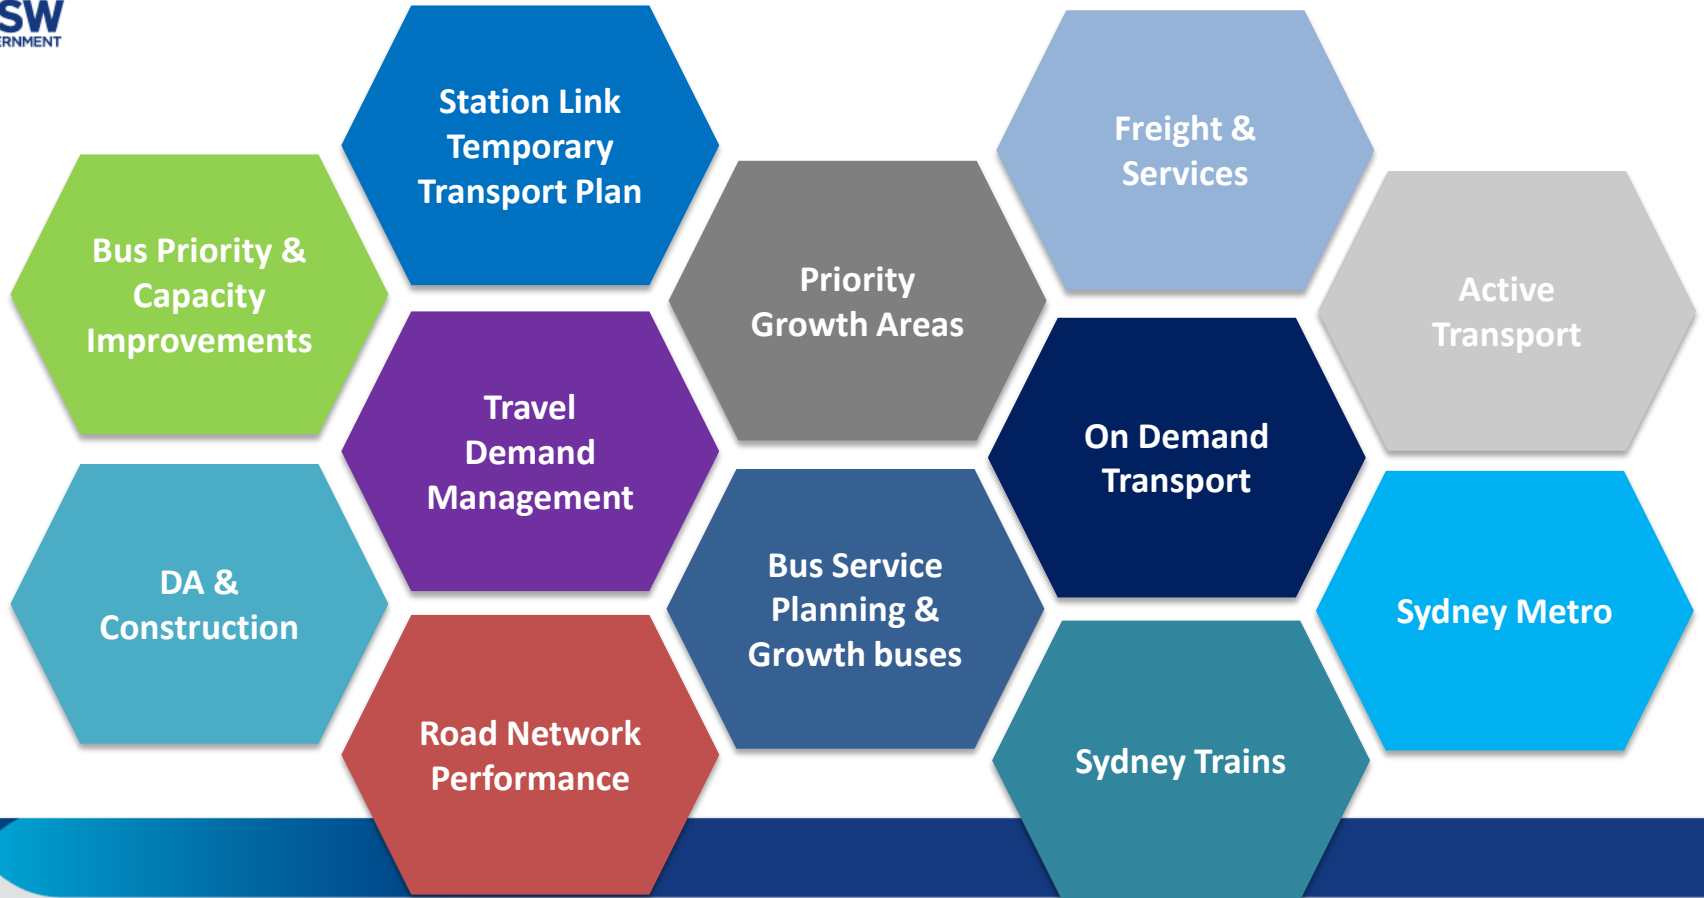 SW
ERNMENT
Station Link
Temporary
Transport Plan
Freight &
Services
Bus Priority &
Capacity
Improvements
Priority
Growth Areas
Active
Transport
Travel
Demand
Management
On Demand
Transport
DA &
Construction
Bus Service
Planning &
Growth buses
Sydney Metro
Road Network
Performance
Sydney Trains